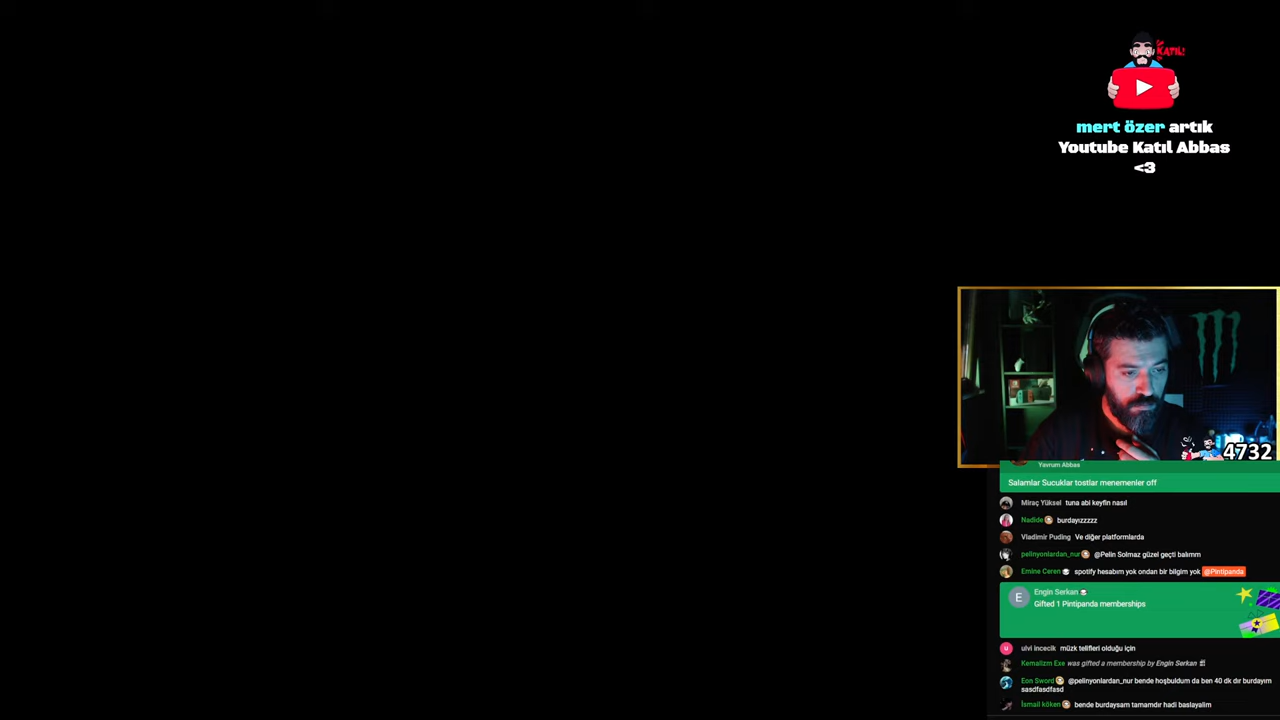 KATIL!
mert özer artık
Youtube Katıl Abbas
<3
4732
Yavrum Abbas
Salamlar Sucuklar tostlar menemenler off
Miraç Yüksel tuna abi keyfin nasıl
Nadide burdayızzzzz
Vladimir Puding Ve diğer platformlarda
pelinyonlardan_nur @Pelin Solmaz güzel geçti balımm
Emine Ceren spotify hesabım yok ondan bir bilgim yok @Pintipanda
E Engin Serkan
Gifted 1 Pintipanda memberships
u ulvi incecik müzk telifleri olduğu için
Kemalizm Exe was gifted a membership by Engin Serkan
Eon Sword @pelinyonlardan_nur bende hoşbuldum da ben 40 dk dır burdayım
sasdfasdfasd
İsmail köken bende burdaysam tamamdır hadi baslayalim